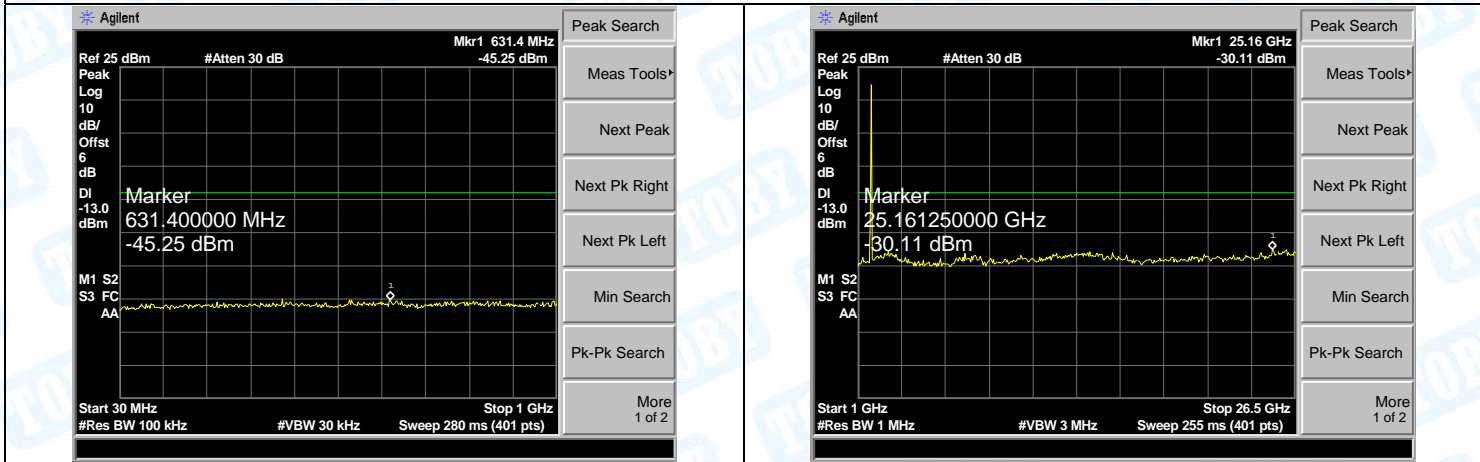 Agilent
Peak Search
Mkr1 631.4 MHz
Ref 25 dBm #Atten 30 dB -45.25 dBm
Peak
Log
10
dB/
Offst
6
dB
DI
-13.0
dBm
Marker
631.400000 MHz
-45.25 dBm
1
M1 S2
S3 FC
AA
Start 30 MHz Stop 1 GHz
#Res BW 100 kHz #VBW 30 kHz Sweep 280 ms (401 pts)
Meas Tools
Next Peak
Next Pk Right
Next Pk Left
Min Search
Pk-Pk Search
More
1 of 2
Agilent
Peak Search
Mkr1 25.16 GHz
Ref 25 dBm #Atten 30 dB -30.11 dBm
Peak
Log
10
dB/
Offst
6
dB
DI
-13.0
dBm
Marker
25.161250000 GHz
-30.11 dBm
1
M1 S2
S3 FC
AA
Start 1 GHz Stop 26.5 GHz
#Res BW 1 MHz #VBW 3 MHz Sweep 255 ms (401 pts)
Meas Tools
Next Peak
Next Pk Right
Next Pk Left
Min Search
Pk-Pk Search
More
1 of 2
TOBY